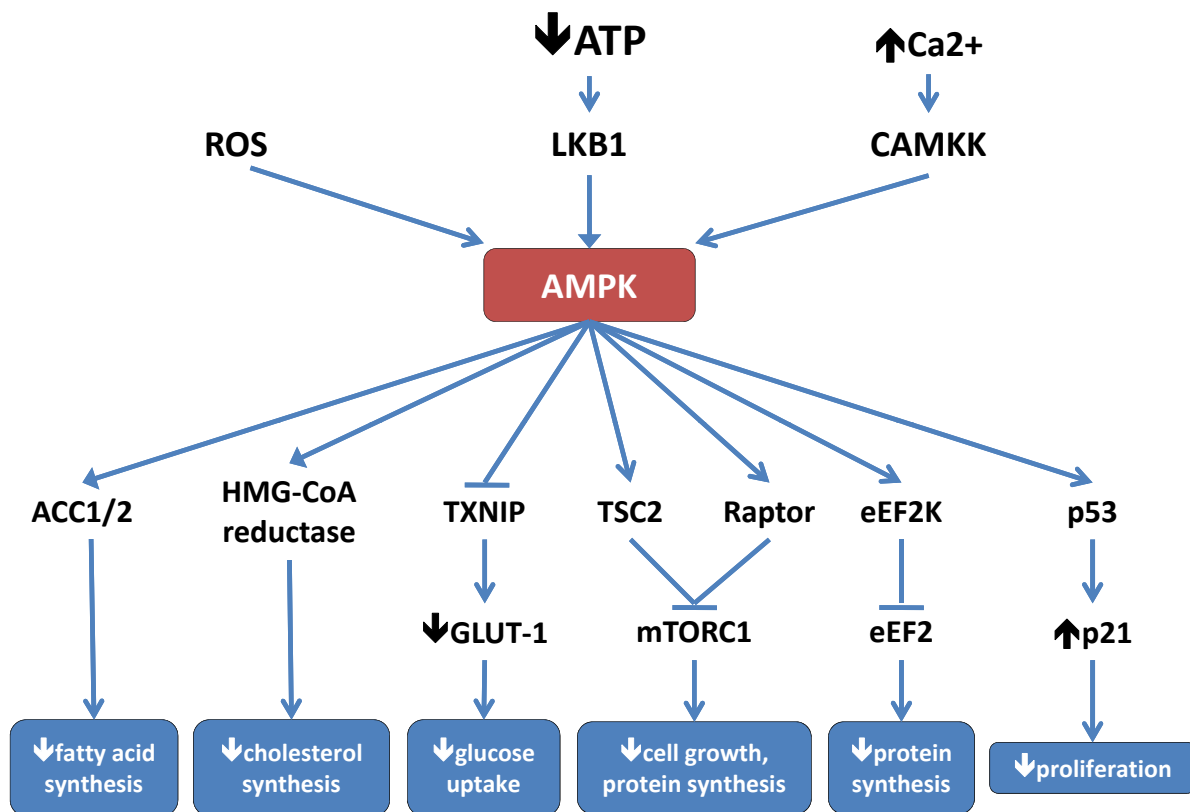 🡻ATP
🡹Ca2+
ROS
LKB1
CAMKK
AMPK
ACC1/2
HMG-CoA
reductase
TXNIP
TSC2
Raptor
eEF2K
p53
🡻GLUT-1
mTORC1
eEF2
🡹p21
🡻fatty acid
synthesis
🡻cholesterol
synthesis
🡻glucose
uptake
🡻cell growth,
protein synthesis
🡻protein
synthesis
🡻proliferation